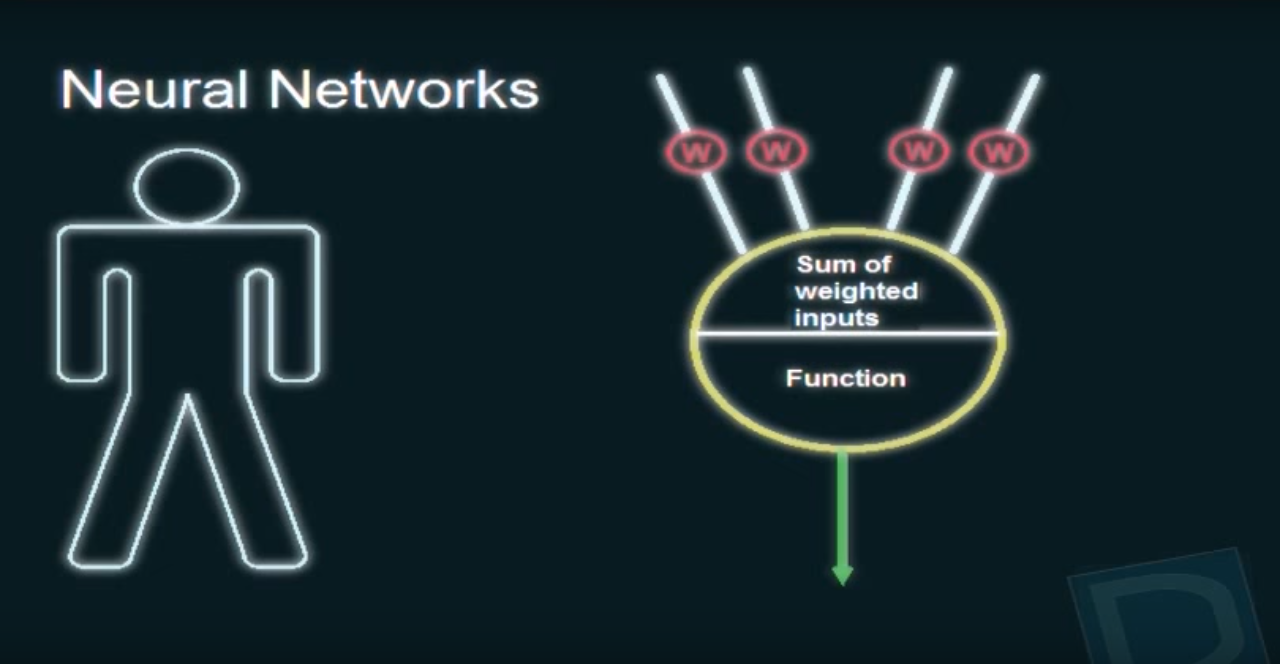 Neural Networks
W W W W
Sum of
weighted
inputs
Function